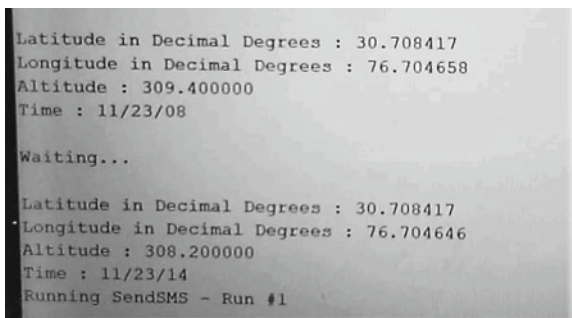 Latitude in Decimal Degrees : 30.708417
Longitude in Decimal Degrees : 76.704658
Altitude : 309.400000
Time : 11/23/08
Waiting...
Latitude in Decimal Degrees : 30.708417
Longitude in Decimal Degrees : 76.704646
Altitude : 308.200000
Time : 11/23/14
Running SendSMS - Run #1